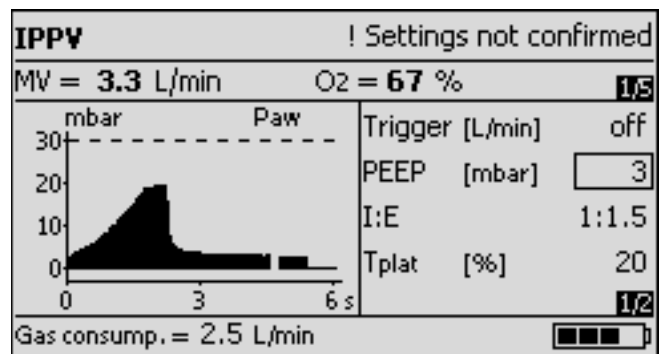 IPPV ! Settings not confirmed
MV = 3.3 L/min O2 = 67 % 1/5
mbar Paw
30
20
10
0
0 3 6 s
Trigger [L/min] off
PEEP [mbar] 3
I:E 1:1.5
Tplat [%] 20
1/2
Gas consump. = 2.5 L/min